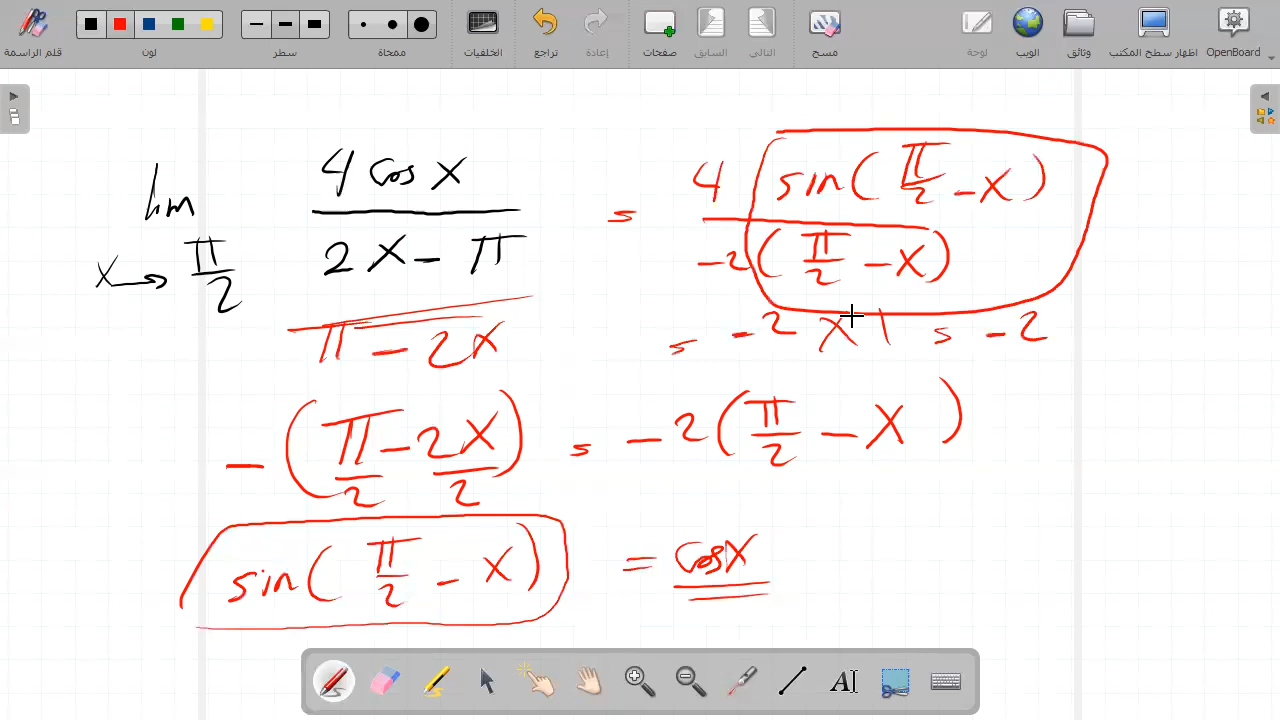 قلم الراسمة لون سطر ممحاة الخلفيات تراجع إعادة صفحات السابق التالي مسح لوحة الويب وثائق اظهار سطح المكتب OpenBoard
lim x→π/2 (4 cos x)/(2x − π) = (4 sin(π/2 − x))/(−2(π/2 − x))
π − 2x
= −2 × 1 = −2
−(π/2 − 2x/2) = −2(π/2 − x)
sin(π/2 − x) = cos x